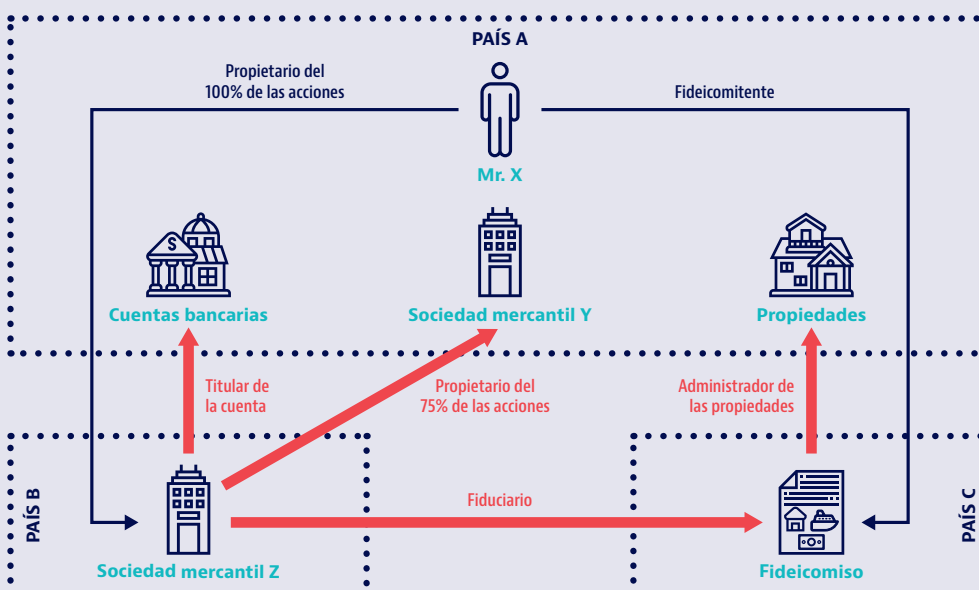 PAÍS A
Propietario del
100% de las acciones
Fideicomitente
Mr. X
$
Cuentas bancarias
Sociedad mercantil Y
Propiedades
Titular de
la cuenta
Propietario del
75% de las acciones
Administrador de
las propiedades
PAÍS B
Fiduciario
PAÍS C
Sociedad mercantil Z
Fideicomiso